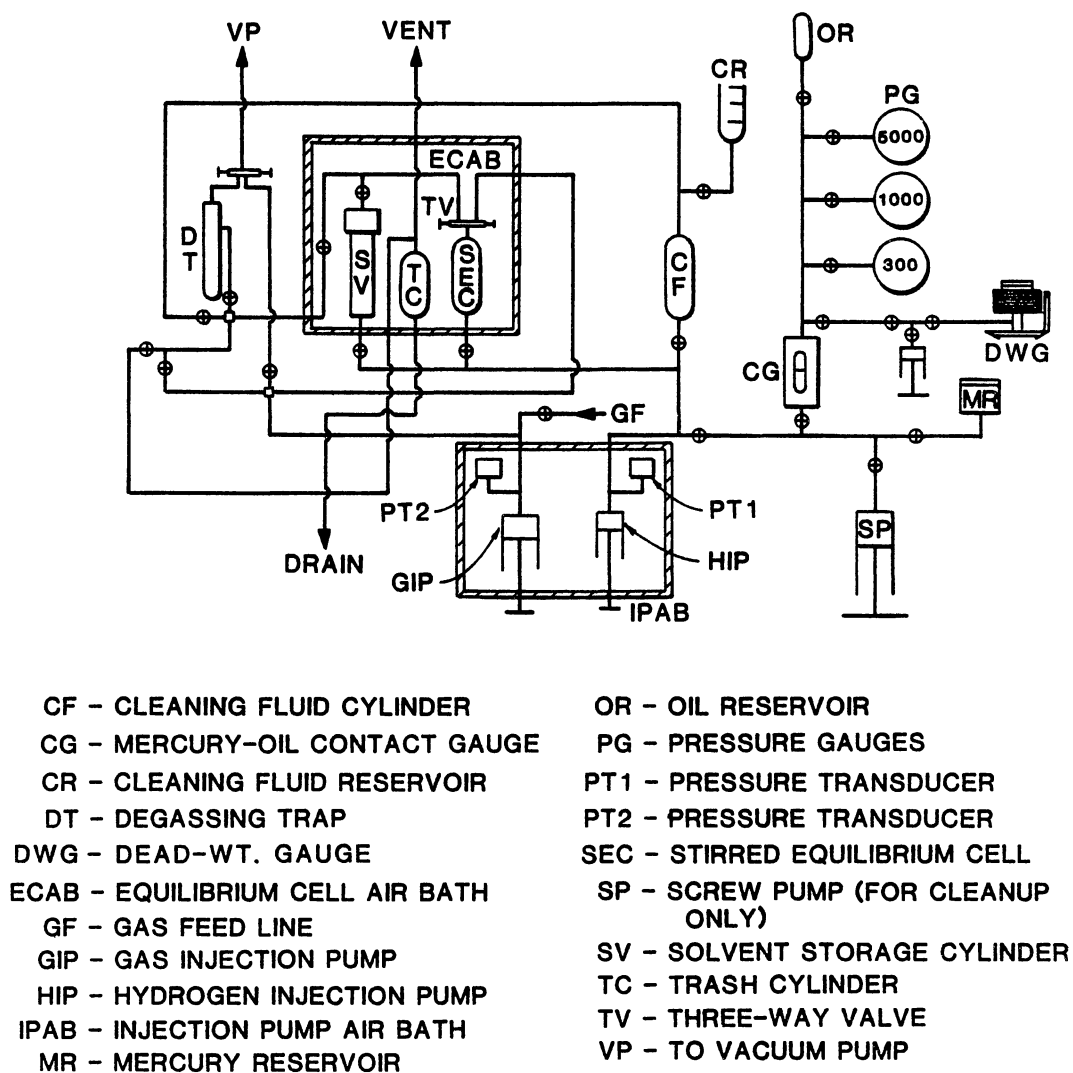 VP
VENT
OR
CR
PG
5000
ECAB
1000
TV
DT
SV
TC
SEC
CF
300
DWG
CG
MR
GF
PT2
PT1
SP
DRAIN
GIP
HIP
IPAB
CF - CLEANING FLUID CYLINDER
CG - MERCURY-OIL CONTACT GAUGE
CR - CLEANING FLUID RESERVOIR
DT - DEGASSING TRAP
DWG - DEAD-WT. GAUGE
ECAB - EQUILIBRIUM CELL AIR BATH
GF - GAS FEED LINE
GIP - GAS INJECTION PUMP
HIP - HYDROGEN INJECTION PUMP
IPAB - INJECTION PUMP AIR BATH
MR - MERCURY RESERVOIR
OR - OIL RESERVOIR
PG - PRESSURE GAUGES
PT1 - PRESSURE TRANSDUCER
PT2 - PRESSURE TRANSDUCER
SEC - STIRRED EQUILIBRIUM CELL
SP - SCREW PUMP (FOR CLEANUP
ONLY)
SV - SOLVENT STORAGE CYLINDER
TC - TRASH CYLINDER
TV - THREE-WAY VALVE
VP - TO VACUUM PUMP